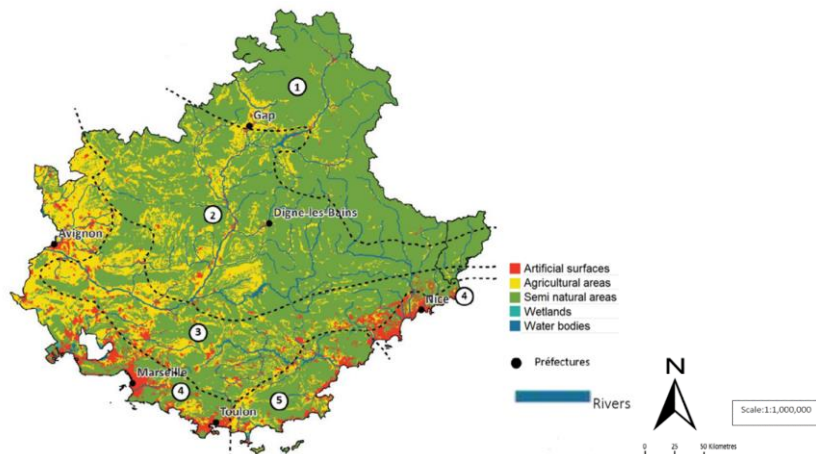 1
Gap
2
Digne-les-Bains
Avignon
Nice
4
3
Marseille
4
5
Toulon
Artificial surfaces
Agricultural areas
Semi natural areas
Wetlands
Water bodies
Préfectures
Rivers
N
Scale:1:1,000,000
0 25 50 Kilometres